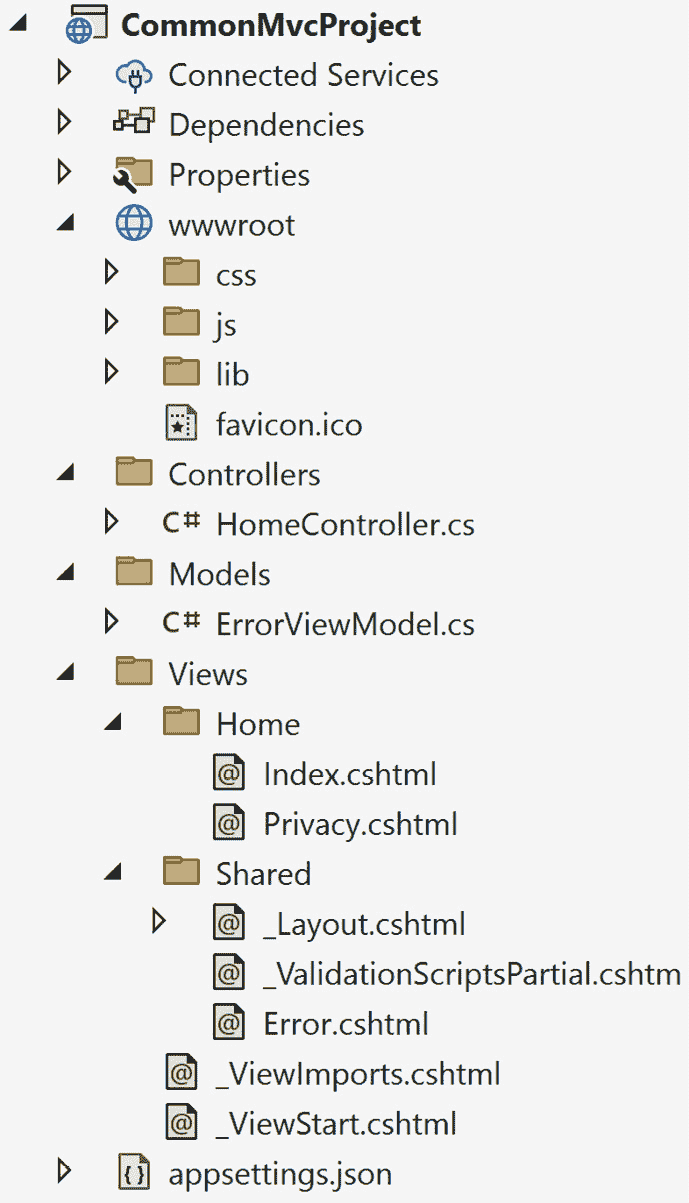 CommonMvcProject
Connected Services
Dependencies
Properties
wwwroot
css
js
lib
favicon.ico
Controllers
C# HomeController.cs
Models
C# ErrorViewModel.cs
Views
Home
@ Index.cshtml
@ Privacy.cshtml
Shared
@ _Layout.cshtml
@ _ValidationScriptsPartial.cshtm
@ Error.cshtml
@ _ViewImports.cshtml
@ _ViewStart.cshtml
{} appsettings.json